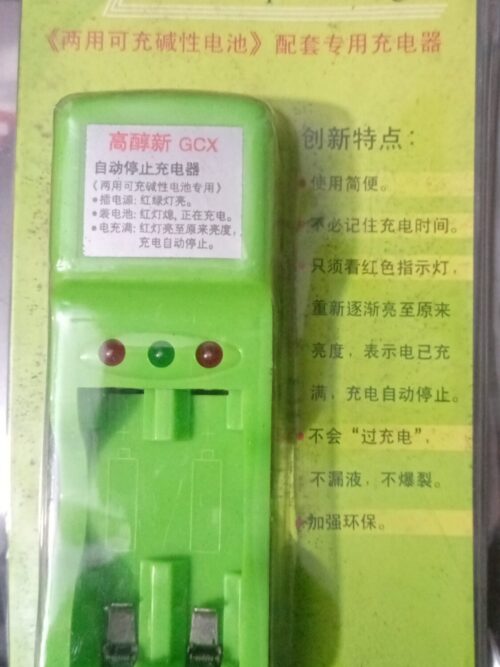 《两用可充碱性电池》配套专用充电器
高醇新 GCX
自动停止充电器
《两用可充碱性电池专用》
•插电源: 红绿灯亮。
•装电池: 红灯熄, 正在充电。
•电充满: 红灯亮至原来亮度,
充电自动停止。
创新特点：
•使用简便。
•不必记住充电时间。
•只须看红色指示灯，
重新逐渐亮至原来
亮度，表示电已充
满，充电自动停止。
•不会“过充电”，
不漏液，不爆裂。
•加强环保。